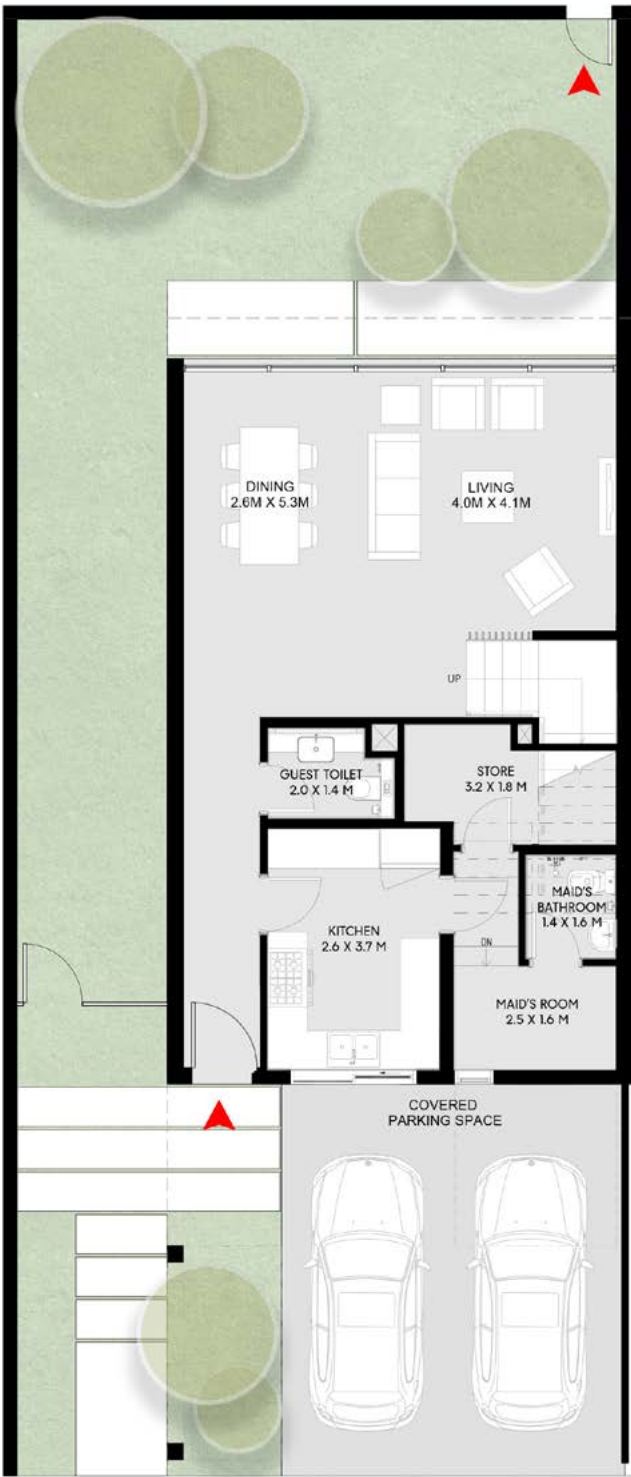 DINING
2.6M X 5.3M
LIVING
4.0M X 4.1M
UP
GUEST TOILET
2.0 X 1.4 M
STORE
3.2 X 1.8 M
MAID'S
BATHROOM
1.4 X 1.6 M
KITCHEN
2.6 X 3.7 M
DN
MAID'S ROOM
2.5 X 1.6 M
COVERED
PARKING SPACE